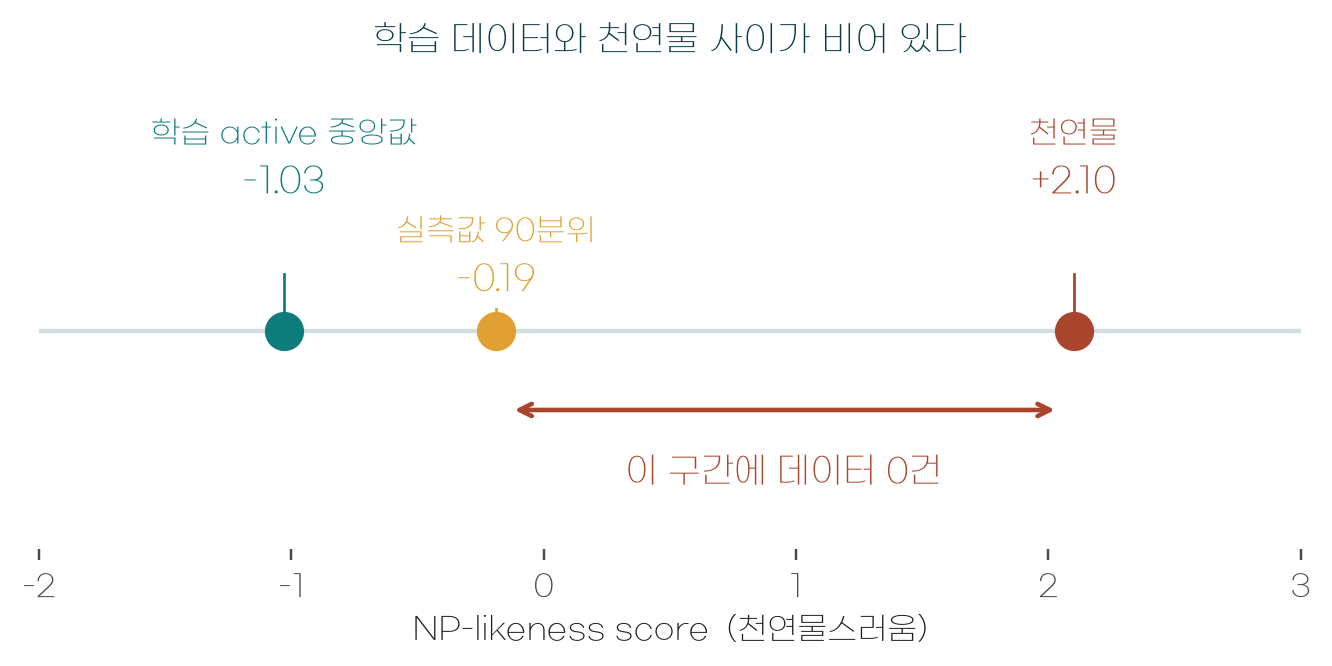 학습 데이터와 천연물 사이가 비어 있다
학습 active 중앙값
-1.03
천연물
+2.10
실측값 90분위
-0.19
이 구간에 데이터 0건
-2 -1 0 1 2 3
NP-likeness score (천연물스러움)